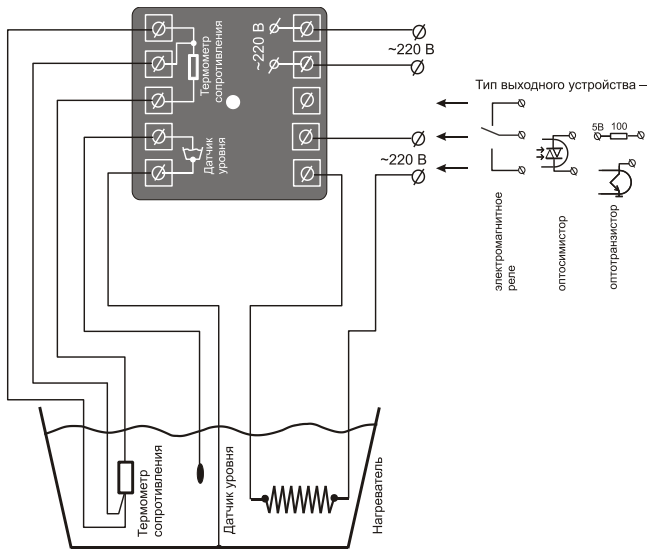 ~220 В
Термометр
сопротивления
Датчик
уровня
~220 В
~220 В
Тип выходного устройства –
5В 100
электромагнитное
реле
оптосимистор
оптотранзистор
Термометр
сопротивления
Датчик уровня
Нагреватель